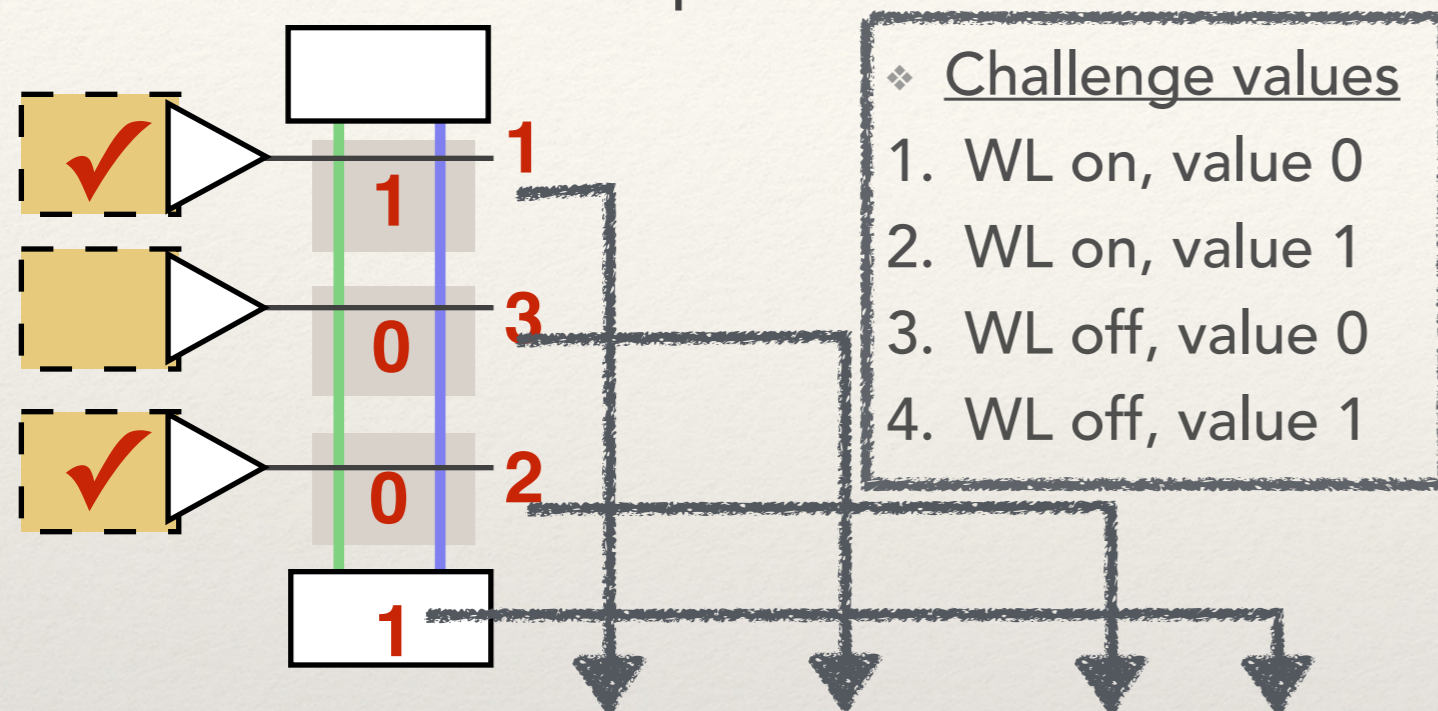 1
1
3
0
2
0
1
❖ Challenge values
1. WL on, value 0
2. WL on, value 1
3. WL off, value 0
4. WL off, value 1